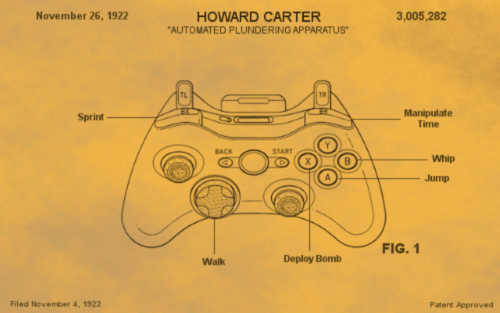 November 26, 1922
HOWARD CARTER
3,005,282
"AUTOMATED PLUNDERING APPARATUS"
TL
TR
BR
Sprint
Manipulate
Time
BACK
START
Y
X
B
A
Whip
Jump
Walk
Deploy Bomb
FIG. 1
Filed November 4, 1922
Patent Approved